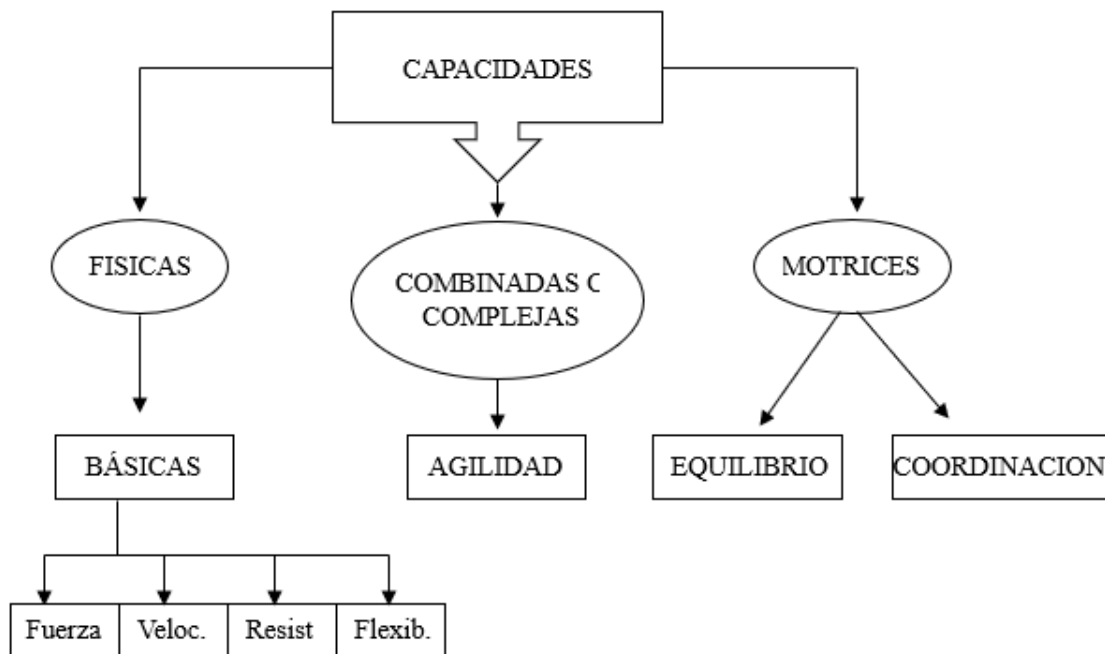 CAPACIDADES
FISICAS
COMBINADAS C
COMPLEJAS
MOTRICES
BÁSICAS
AGILIDAD
EQUILIBRIO
COORDINACION
Fuerza
Veloc.
Resist
Flexib.